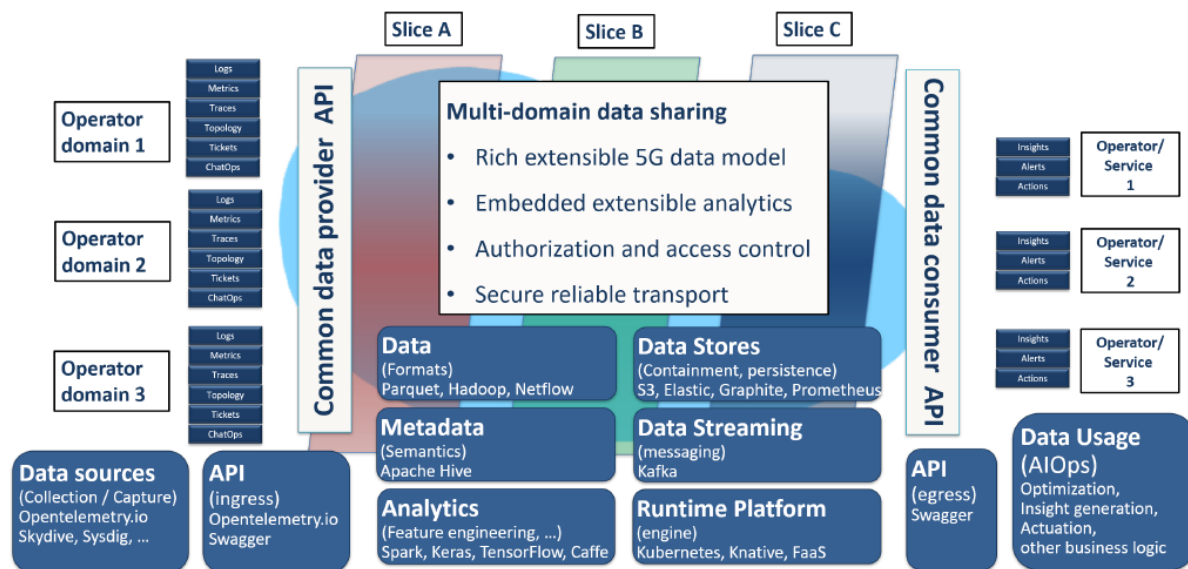 Slice A
Slice B
Slice C
Operator
domain 1
Logs
Metrics
Traces
Topology
Tickets
ChatOps
Operator
domain 2
Logs
Metrics
Traces
Topology
Tickets
ChatOps
Operator
domain 3
Logs
Metrics
Traces
Topology
Tickets
ChatOps
Common data provider API
Multi-domain data sharing
• Rich extensible 5G data model
• Embedded extensible analytics
• Authorization and access control
• Secure reliable transport
Common data consumer API
Insights
Alerts
Actions
Operator/
Service
1
Insights
Alerts
Actions
Operator/
Service
2
Insights
Alerts
Actions
Operator/
Service
3
Data
(Formats)
Parquet, Hadoop, Netflow
Data Stores
(Containment, persistence)
S3, Elastic, Graphite, Prometheus
Metadata
(Semantics)
Apache Hive
Data Streaming
(messaging)
Kafka
Analytics
(Feature engineering, ...)
Spark, Keras, TensorFlow, Caffe
Runtime Platform
(engine)
Kubernetes, Knative, FaaS
Data sources
(Collection / Capture)
Opentelemetry.io
Skydive, Sysdig, ...
API
(ingress)
Opentelemetry.io
Swagger
API
(egress)
Swagger
Data Usage
(AIOps)
Optimization,
Insight generation,
Actuation,
other business logic